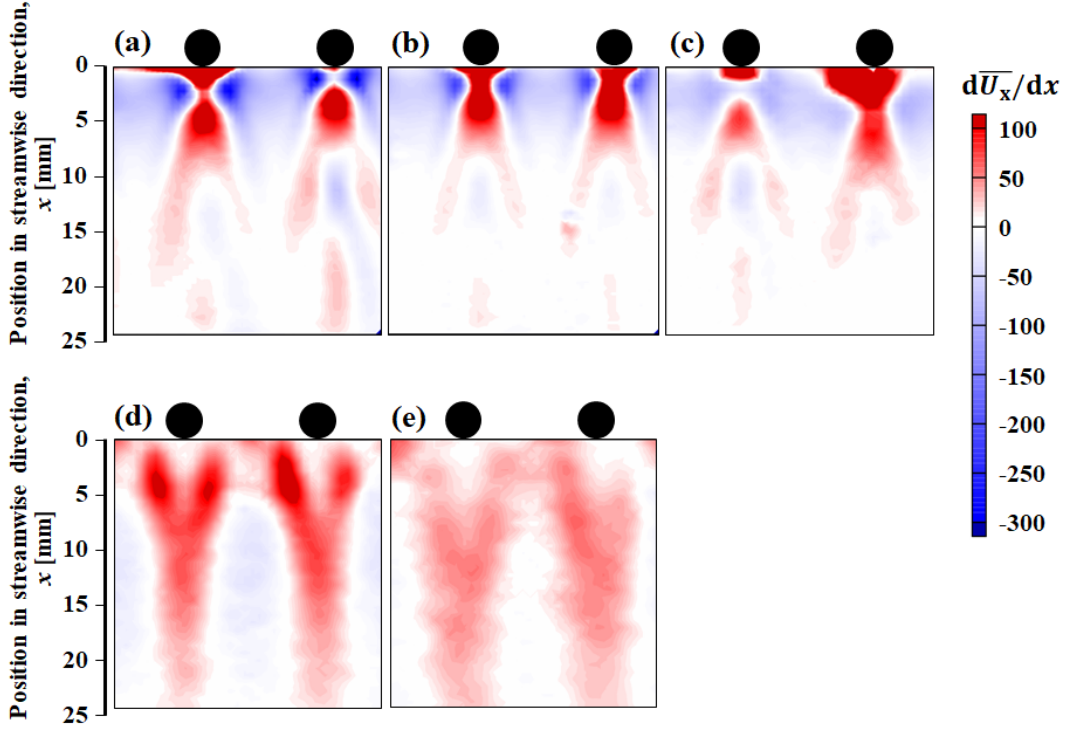 (a)
(b)
(c)
Position in streamwise direction,
x [mm]
0
5
10
15
20
25
dU̅ₓ/dx
100
50
0
-50
-100
-150
-200
-250
-300
(d)
(e)
Position in streamwise direction,
x [mm]
0
5
10
15
20
25